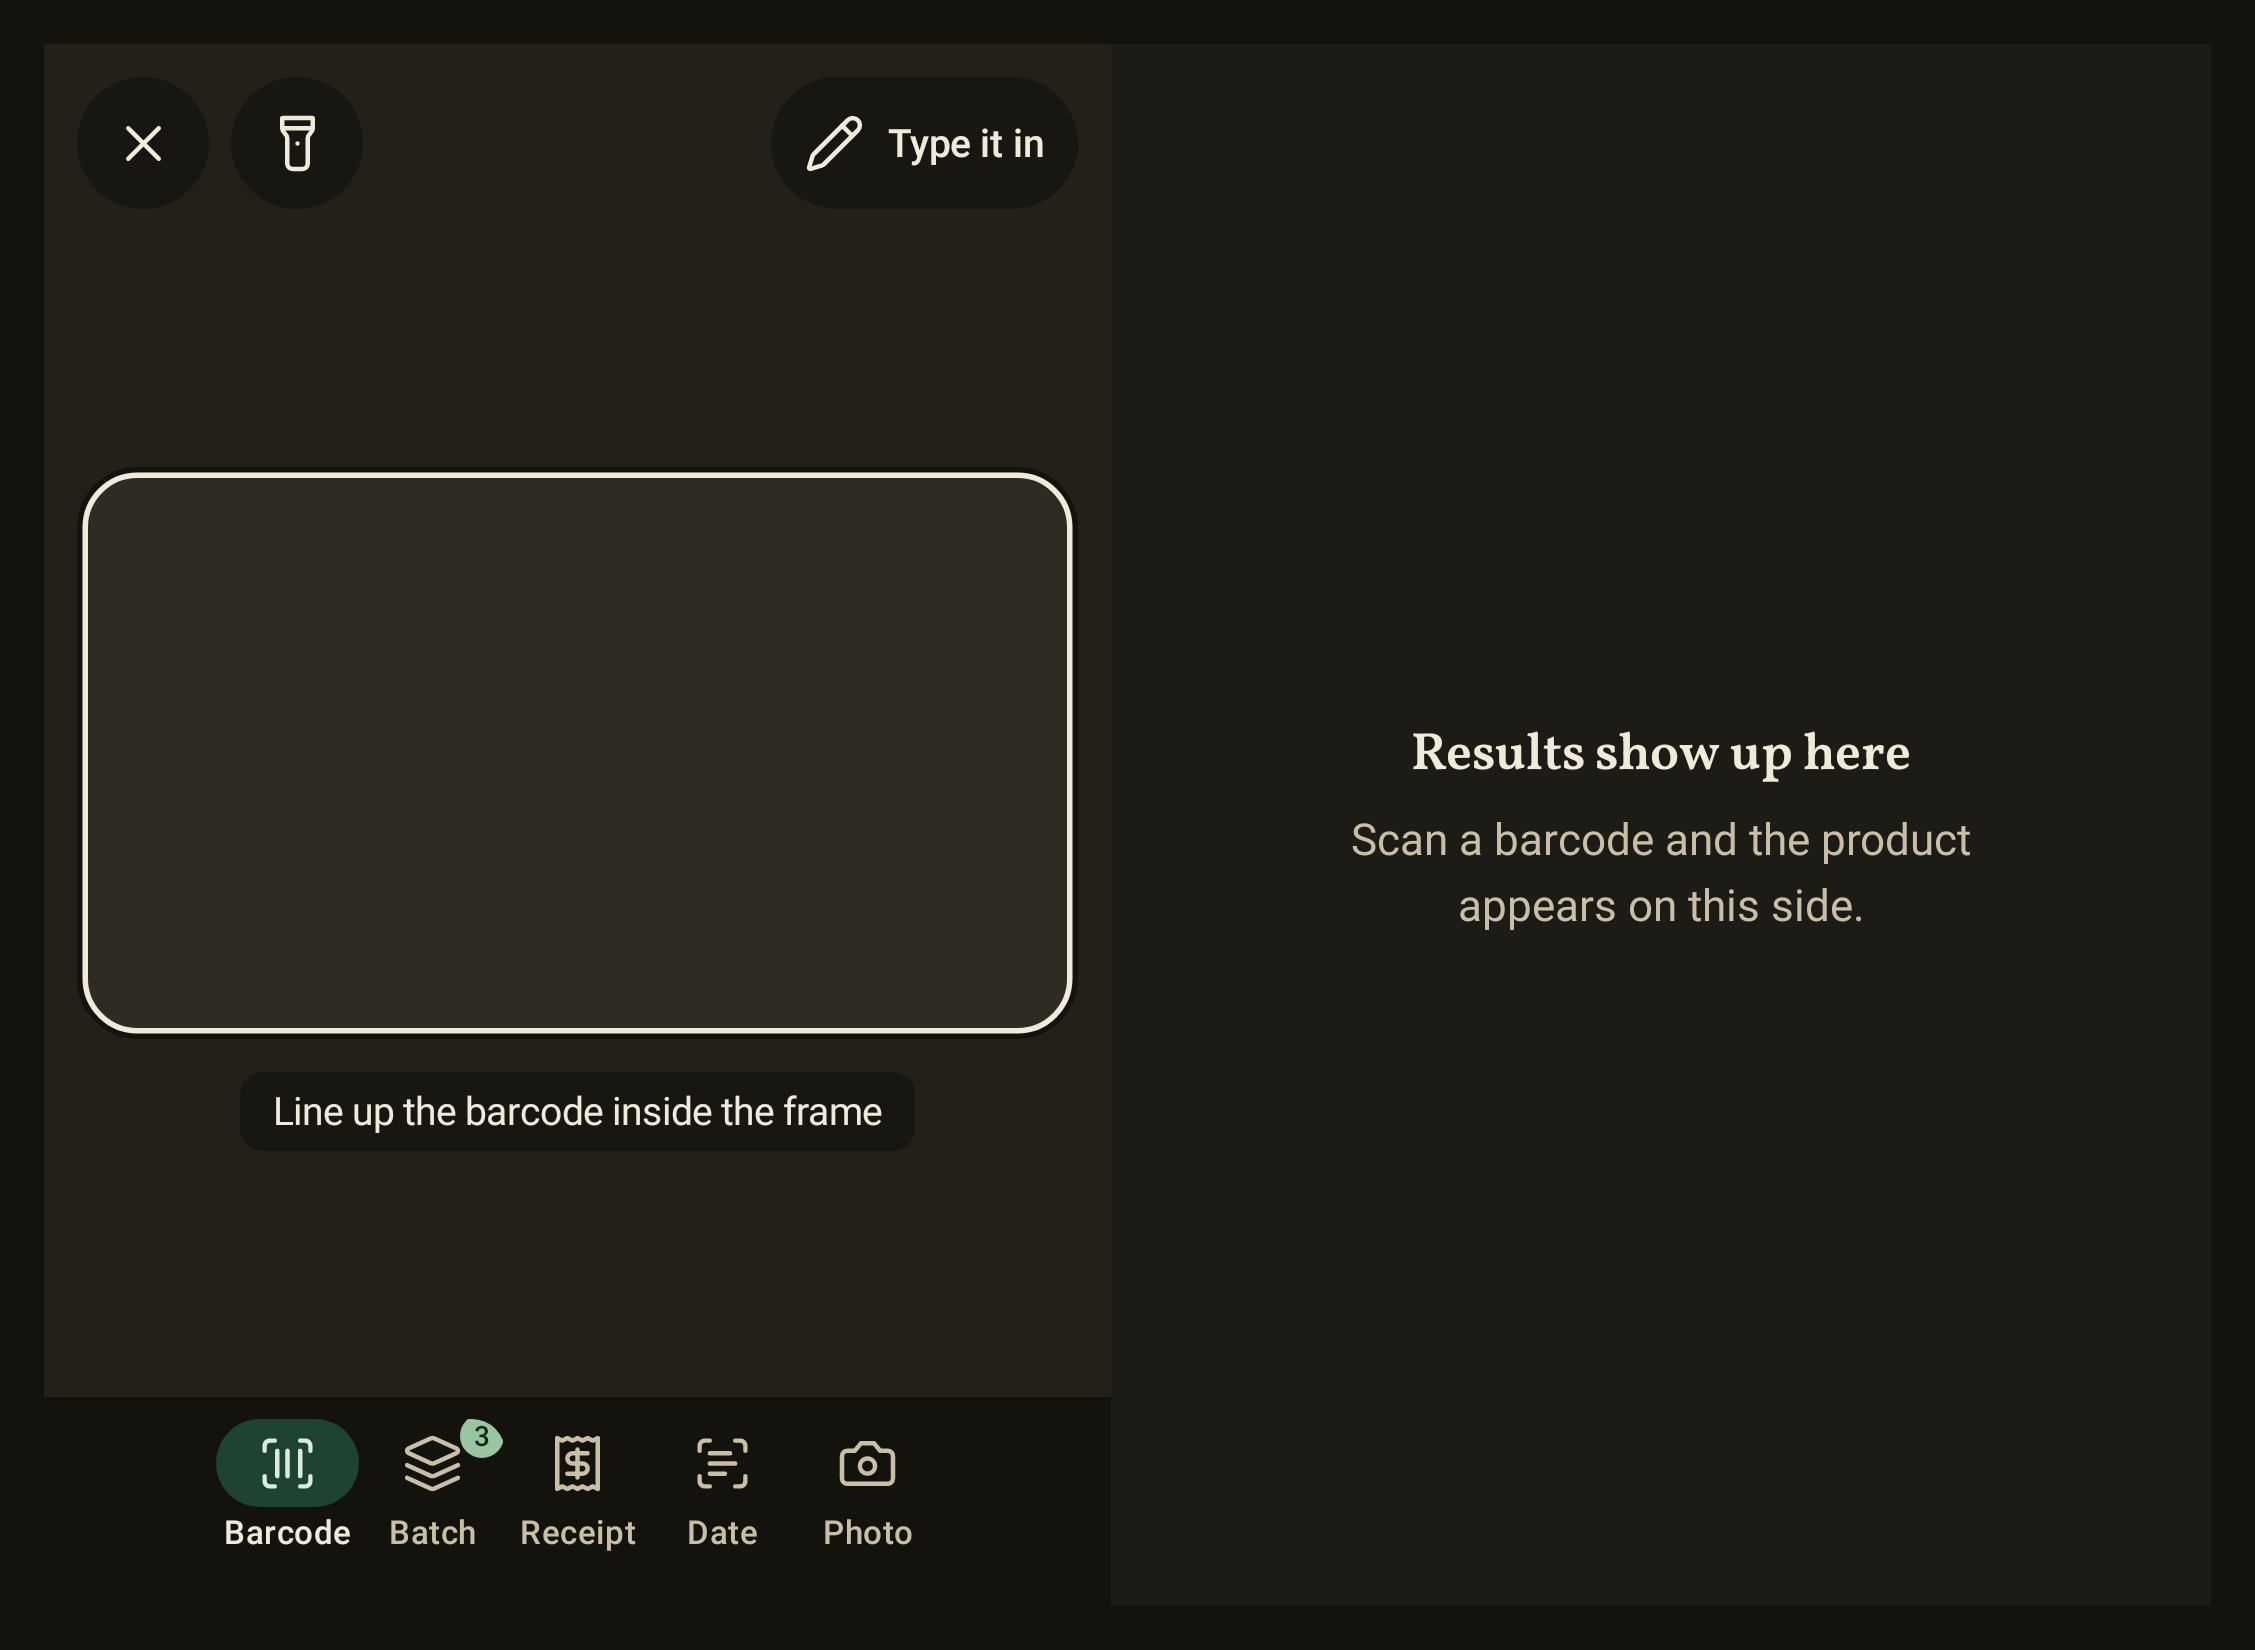 Type it in
Line up the barcode inside the frame
Results show up here
Scan a barcode and the product
appears on this side.
3
Barcode
Batch
Receipt
Date
Photo